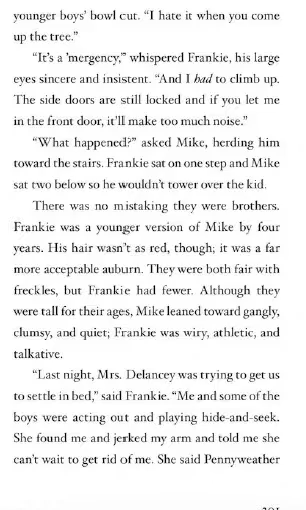 younger boys’ bowl cut. “I hate it when you come
up the tree.”
“It’s a ’mergency,” whispered Frankie, his large
eyes sincere and insistent. “And I had to climb up.
The side doors are still locked and if you let me
in the front door, it’ll make too much noise.”
“What happened?” asked Mike, herding him
toward the stairs. Frankie sat on one step and Mike
sat two below so he wouldn’t tower over the kid.
There was no mistaking they were brothers.
Frankie was a younger version of Mike by four
years. His hair wasn’t as red, though; it was a far
more acceptable auburn. They were both fair with
freckles, but Frankie had fewer. Although they
were tall for their ages, Mike leaned toward gangly,
clumsy, and quiet; Frankie was wiry, athletic, and
talkative.
“Last night, Mrs. Delancey was trying to get us
to settle in bed,” said Frankie. “Me and some of the
boys were acting out and playing hide-and-seek.
She found me and jerked my arm and told me she
can’t wait to get rid of me. She said Pennyweather